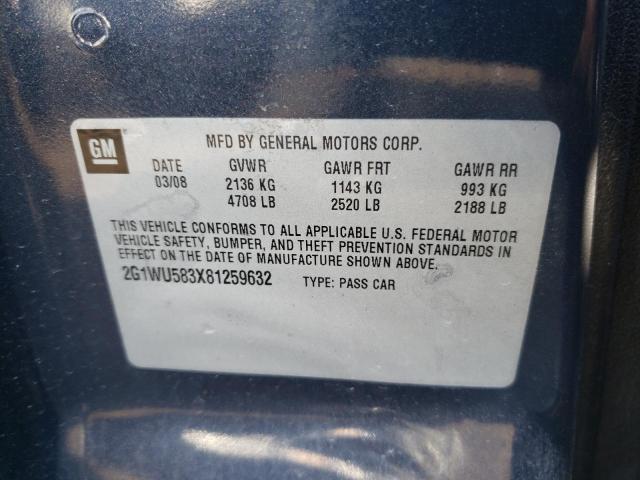 GM
MFD BY GENERAL MOTORS CORP.
DATE GVWR GAWR FRT GAWR RR
03/08 2136 KG 1143 KG 993 KG
4708 LB 2520 LB 2188 LB
THIS VEHICLE CONFORMS TO ALL APPLICABLE U.S. FEDERAL MOTOR
VEHICLE SAFETY, BUMPER, AND THEFT PREVENTION STANDARDS IN
EFFECT ON THE DATE OF MANUFACTURE SHOWN ABOVE.
2G1WU583X81259632 TYPE: PASS CAR